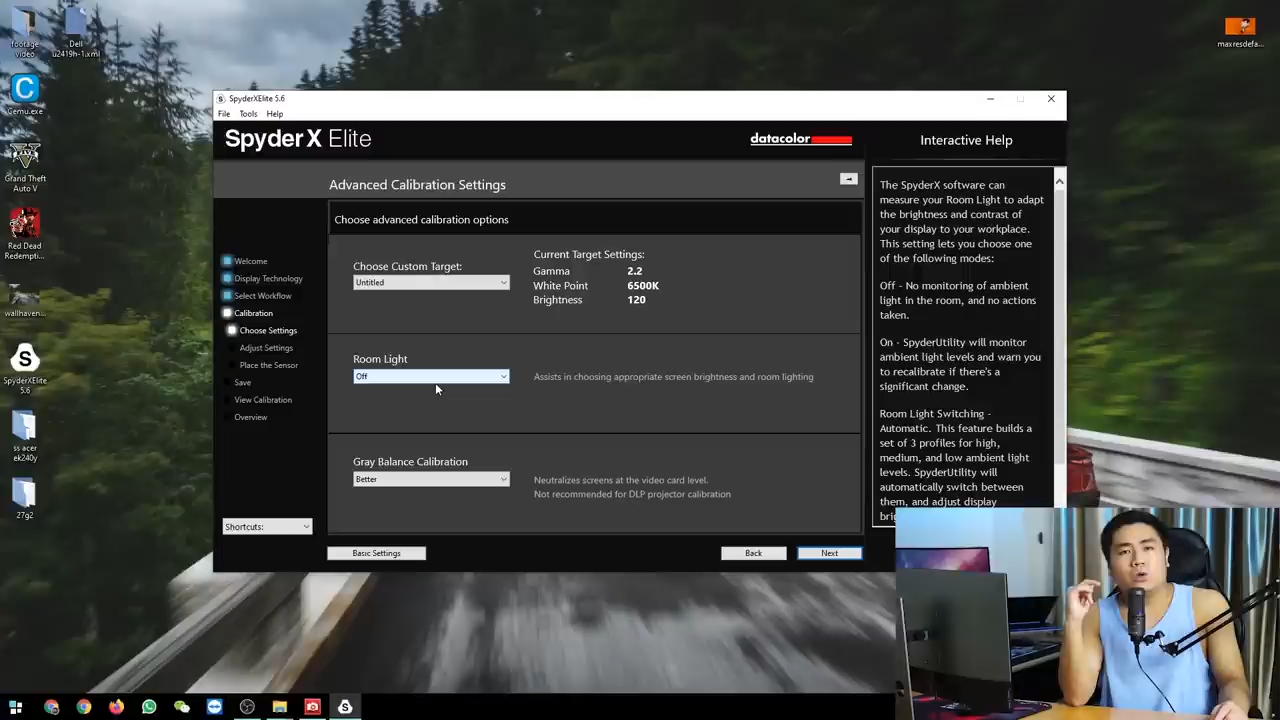 footage
video
Dell
u2419h-1.xml
maxresdefa...
Cemu.exe
Grand Theft
Auto V
Red Dead
Redempti...
wallhaven...
SpyderXElite
5.6
ss acer
ek240y
27g2
SpyderXElite 5.6
File Tools Help
SpyderX Elite
datacolor
Interactive Help
Advanced Calibration Settings
Choose advanced calibration options
Welcome
Display Technology
Select Workflow
Calibration
Choose Settings
Adjust Settings
Place the Sensor
Save
View Calibration
Overview
Shortcuts:
Choose Custom Target:
Untitled
Current Target Settings:
Gamma 2.2
White Point 6500K
Brightness 120
Room Light
Off
Assists in choosing appropriate screen brightness and room lighting
Gray Balance Calibration
Better
Neutralizes screens at the video card level.
Not recommended for DLP projector calibration
Basic Settings
Back
Next
The SpyderX software can
measure your Room Light to adapt
the brightness and contrast of
your display to your workplace.
This setting lets you choose one
of the following modes:
Off - No monitoring of ambient
light in the room, and no actions
taken.
On - SpyderUtility will monitor
ambient light levels and warn you
to recalibrate if there's a
significant change.
Room Light Switching -
Automatic. This feature builds a
set of 3 profiles for high,
medium, and low ambient light
levels. SpyderUtility will
automatically switch between
them, and adjust display